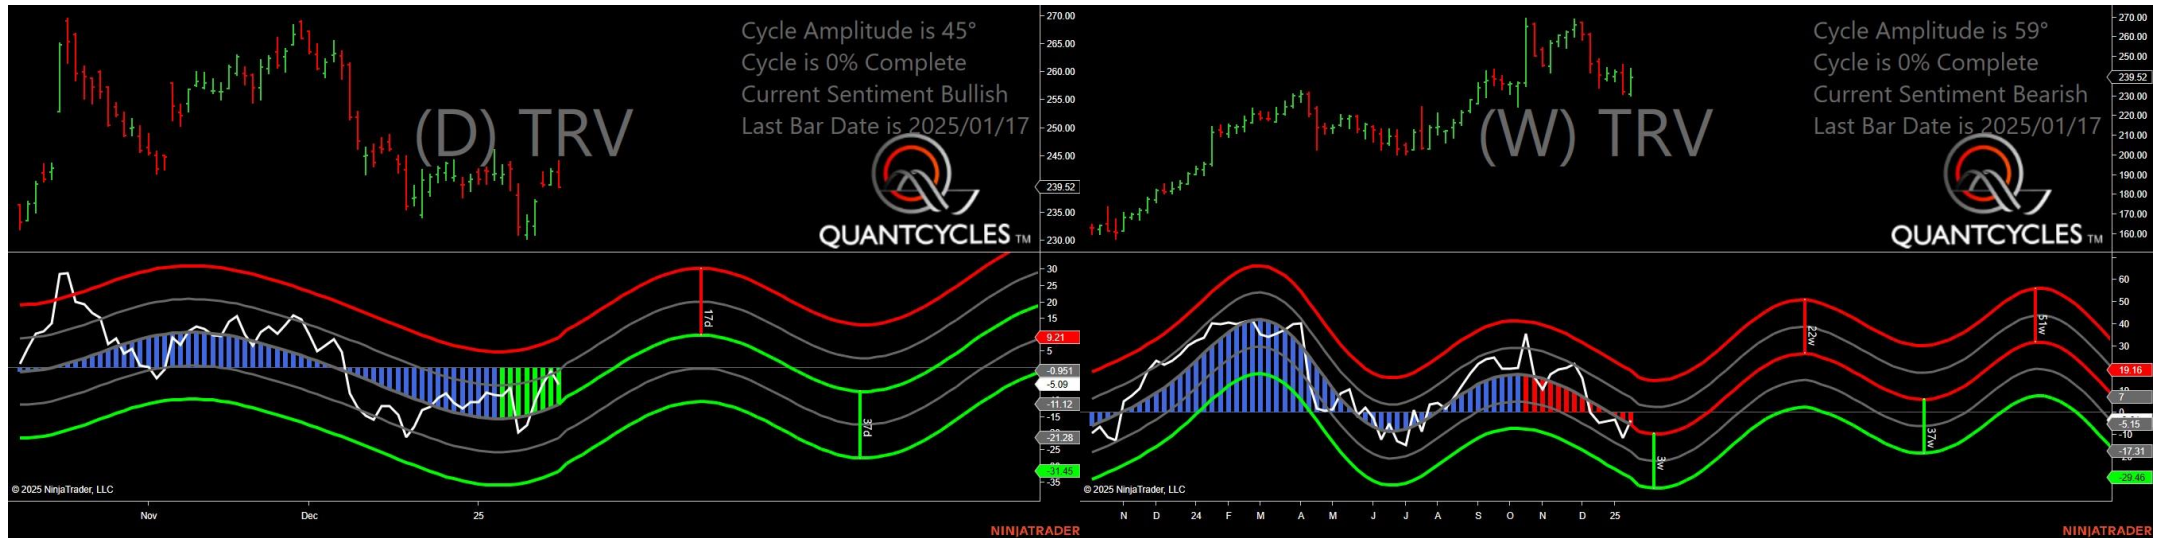 Cycle Amplitude is 45°
Cycle is 0% Complete
Current Sentiment Bullish
Last Bar Date is 2025/01/17
(D) TRV
QUANTCYCLES TM
270.00
265.00
260.00
255.00
250.00
245.00
239.52
235.00
230.00
30
25
20
15
9.21
5
-0.951
-5.09
-11.12
-15
-21.28
-25
-31.45
-35
17d
37d
© 2025 NinjaTrader, LLC
Nov
Dec
25
NINJATRADER
Cycle Amplitude is 59°
Cycle is 0% Complete
Current Sentiment Bearish
Last Bar Date is 2025/01/17
(W) TRV
QUANTCYCLES TM
270.00
260.00
250.00
239.52
230.00
220.00
210.00
200.00
190.00
180.00
170.00
160.00
60
50
40
30
19.16
10
7
0
-5.15
-10
-17.31
-29.46
3w
22w
37w
51w
© 2025 NinjaTrader, LLC
N D 24 F M A M J J A S O N D 25
NINJATRADER